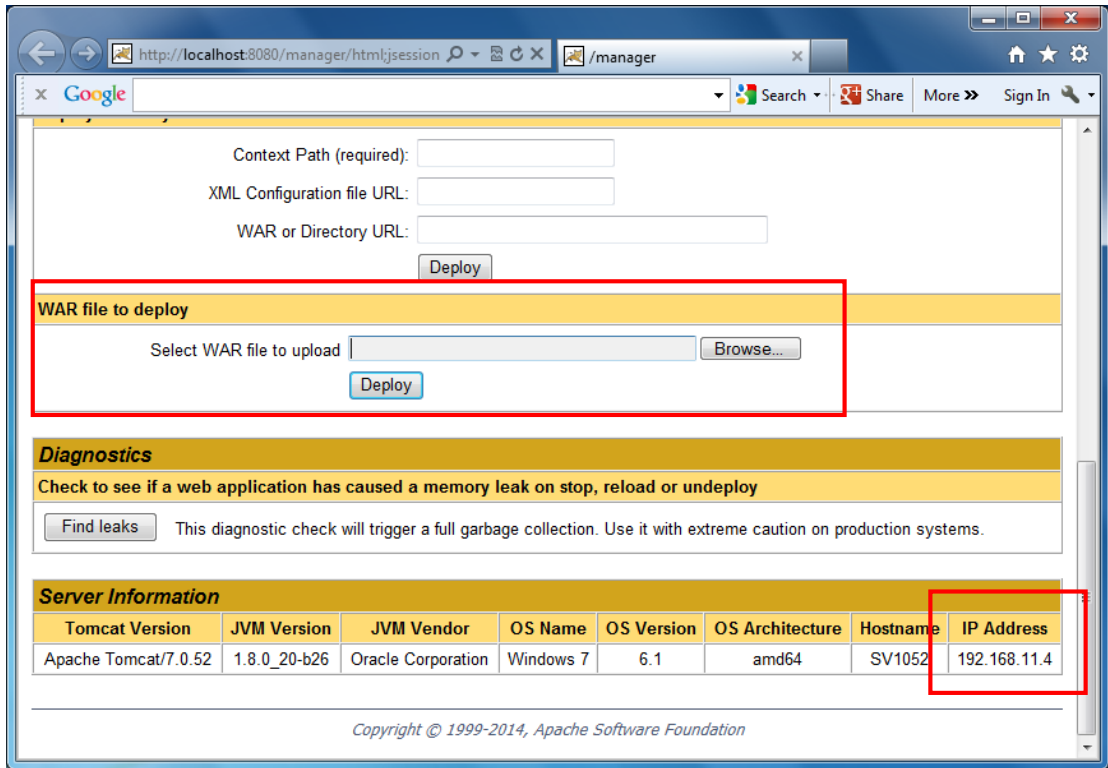 http://localhost:8080/manager/html;jsession
/manager
x Google Search Share More >> Sign In
Context Path (required):
XML Configuration file URL:
WAR or Directory URL:
Deploy
WAR file to deploy
Select WAR file to upload Browse...
Deploy
Diagnostics
Check to see if a web application has caused a memory leak on stop, reload or undeploy
Find leaks This diagnostic check will trigger a full garbage collection. Use it with extreme caution on production systems.
Server Information
Tomcat Version JVM Version JVM Vendor OS Name OS Version OS Architecture Hostname IP Address
Apache Tomcat/7.0.52 1.8.0_20-b26 Oracle Corporation Windows 7 6.1 amd64 SV1052 192.168.11.4
Copyright © 1999-2014, Apache Software Foundation